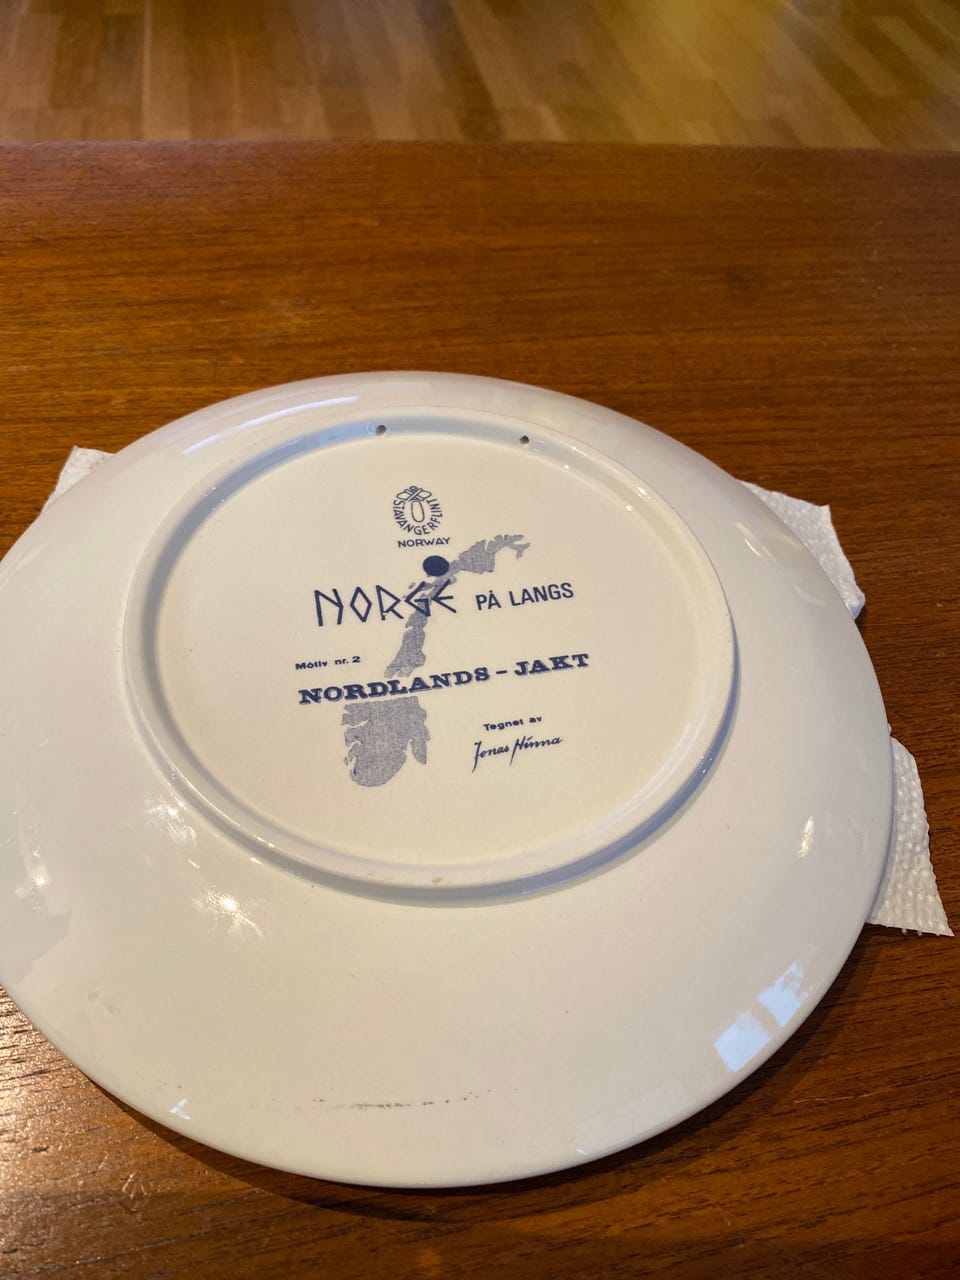 STAVANGERFLINT
NORWAY
NORGE PÅ LANGS
Motiv nr. 2
NORDLANDS - JAKT
Tegnet av
Jonas Hinna